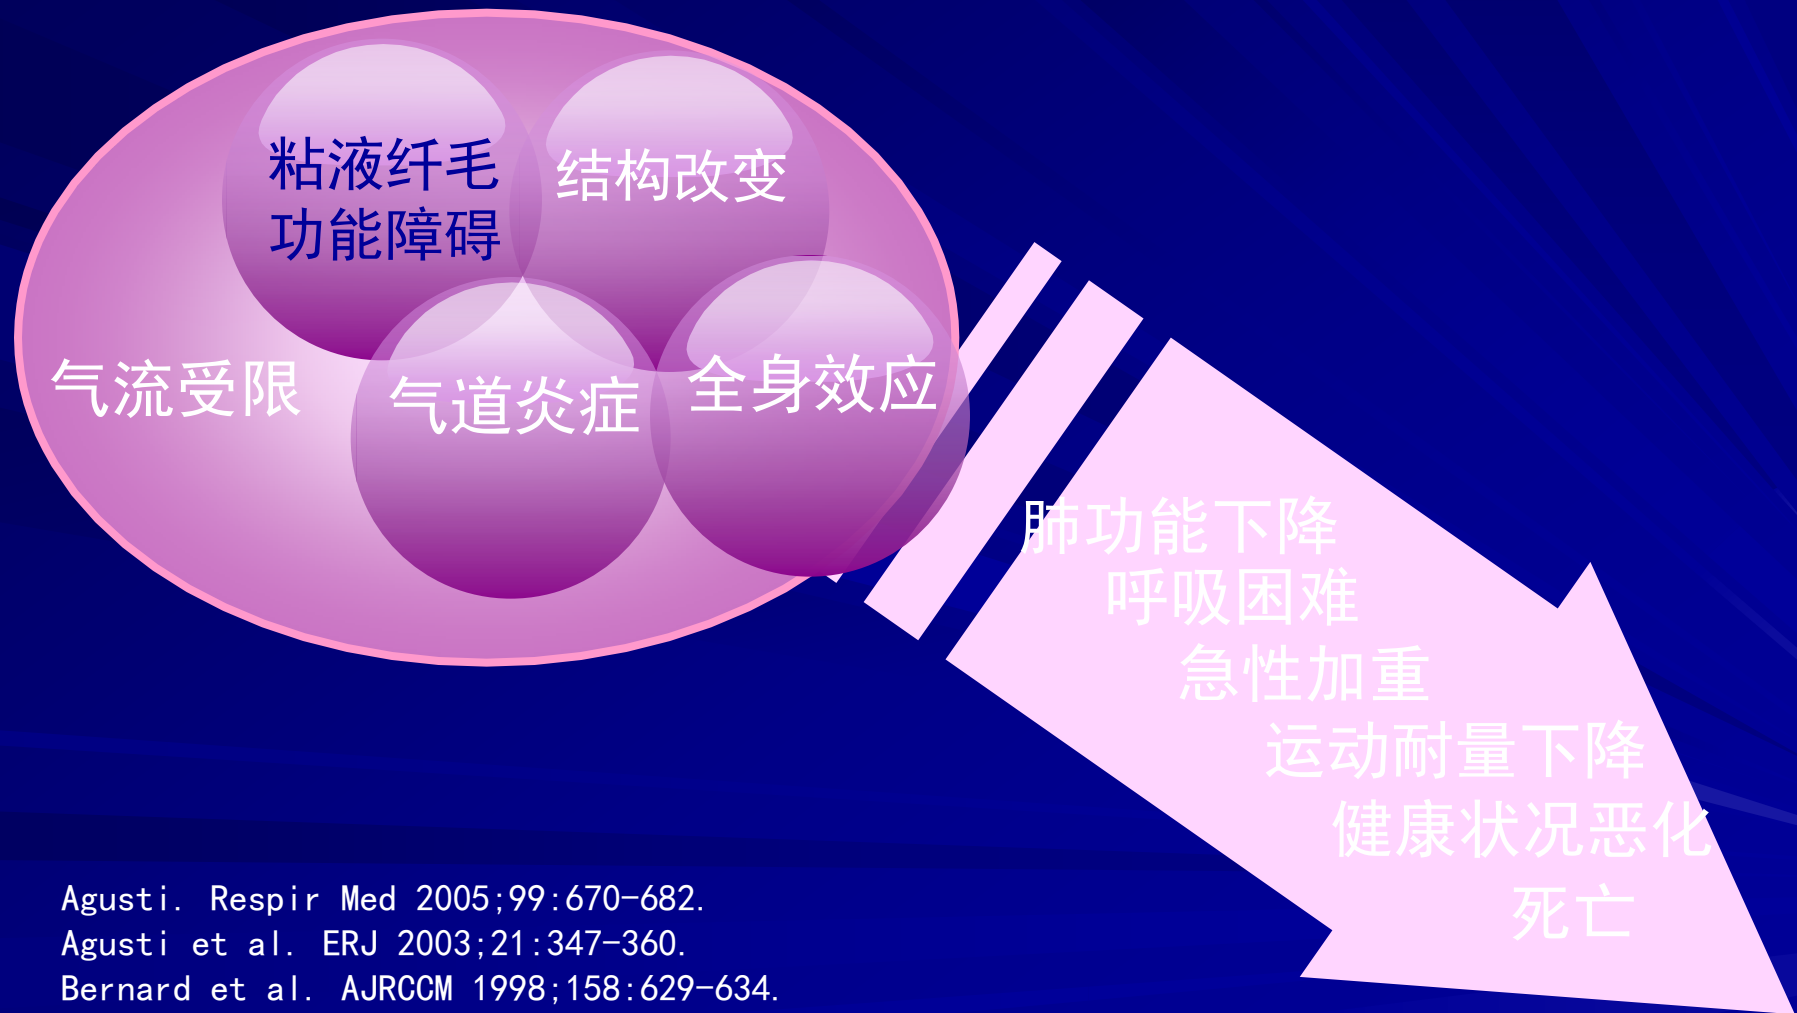 粘液纤毛
功能障碍
结构改变
气流受限
气道炎症
全身效应
肺功能下降
呼吸困难
急性加重
运动耐量下降
健康状况恶化
死亡
Agusti. Respir Med 2005;99:670-682.
Agusti et al. ERJ 2003;21:347-360.
Bernard et al. AJRCCM 1998;158:629-634.